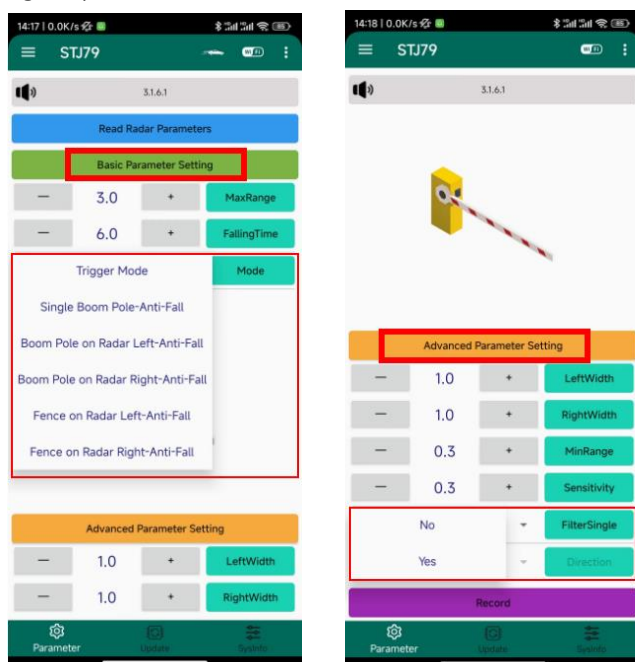 14:17 | 0.0K/s
STJ79
WiFi
3.1.6.1
Read Radar Parameters
Basic Parameter Setting
— 3.0 + MaxRange
— 6.0 + FallingTime
Trigger Mode
Mode
Single Boom Pole-Anti-Fall
Boom Pole on Radar Left-Anti-Fall
Boom Pole on Radar Right-Anti-Fall
Fence on Radar Left-Anti-Fall
Fence on Radar Right-Anti-Fall
Advanced Parameter Setting
— 1.0 + LeftWidth
— 1.0 + RightWidth
Parameter Update SysInfo
14:18 | 0.0K/s
STJ79
WiFi
3.1.6.1
Advanced Parameter Setting
— 1.0 + LeftWidth
— 1.0 + RightWidth
— 0.3 + MinRange
— 0.3 + Sensitivity
No FilterSingle
Yes Direction
Record
Parameter Update SysInfo